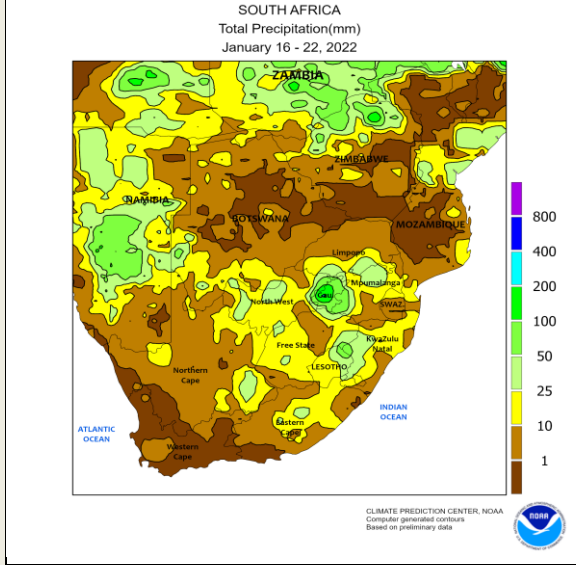 SOUTH AFRICA
Total Precipitation(mm)
January 16 - 22, 2022
ZAMBIA
ZIMBABWE
NAMIBIA
BOTSWANA
MOZAMBIQUE
Limpopo
Mpumalanga
Gau.
SWAZ.
North West
Free State
KwaZulu
Natal
LESOTHO
Northern
Cape
Eastern
Cape
Western
Cape
ATLANTIC
OCEAN
INDIAN
OCEAN
800
400
200
100
50
25
10
1
CLIMATE PREDICTION CENTER, NOAA
Computer generated contours
Based on preliminary data
NOAA